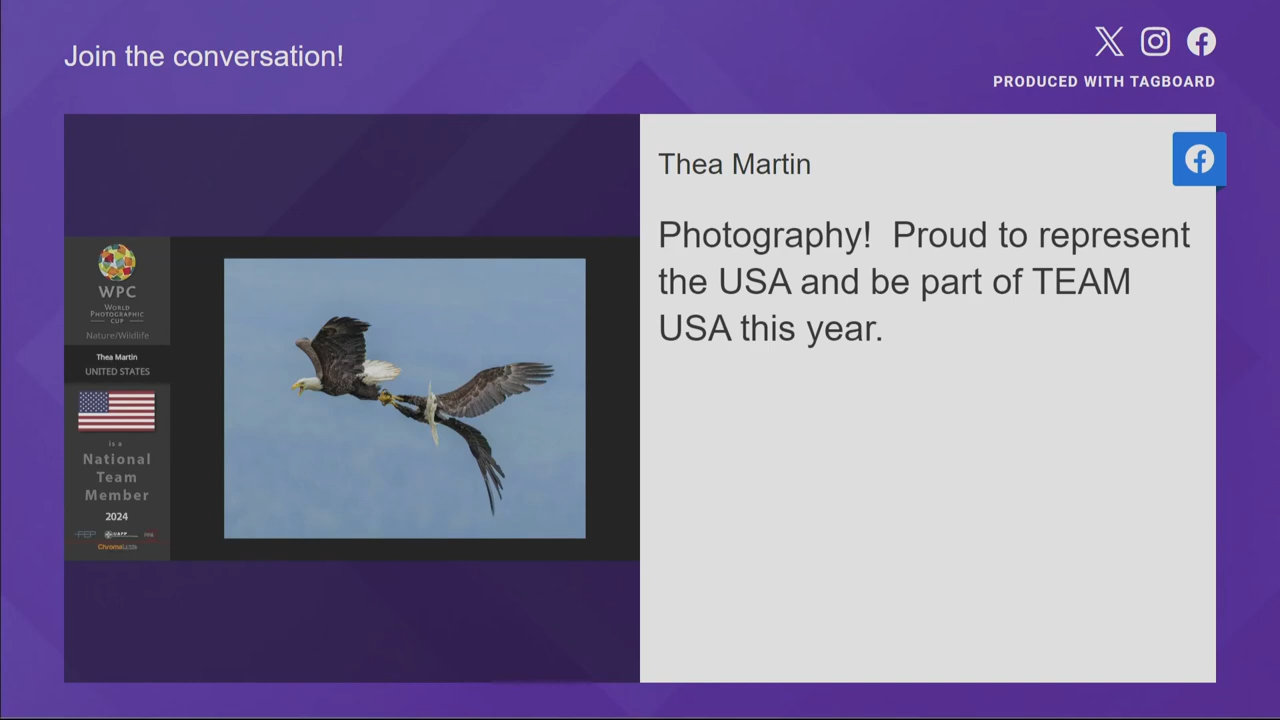 Join the conversation!
PRODUCED WITH TAGBOARD
WPC
WORLD
PHOTOGRAPHIC
CUP
Nature/Wildlife
Thea Martin
UNITED STATES
is a
National
Team
Member
2024
Thea Martin
Photography!  Proud to represent
the USA and be part of TEAM
USA this year.